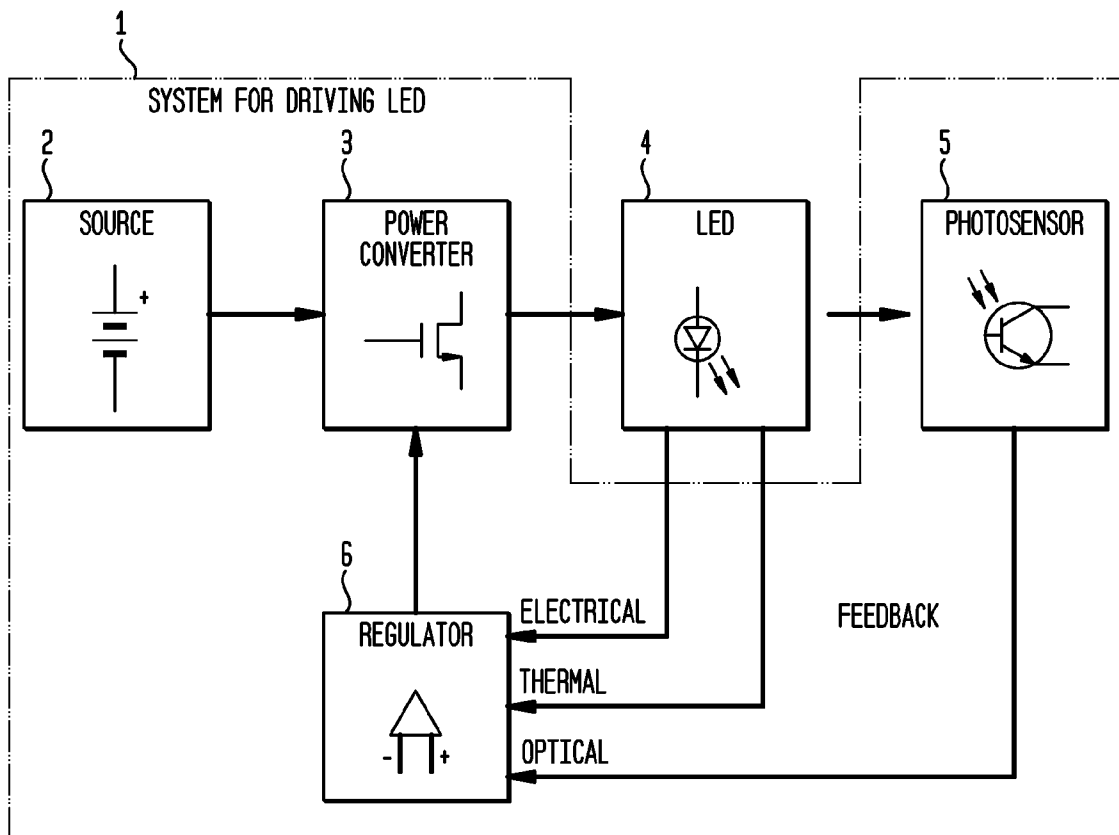 1
SYSTEM FOR DRIVING LED
2
3
4
5
SOURCE
POWER
CONVERTER
LED
PHOTOSENSOR
+
6
REGULATOR
- +
ELECTRICAL
THERMAL
OPTICAL
FEEDBACK